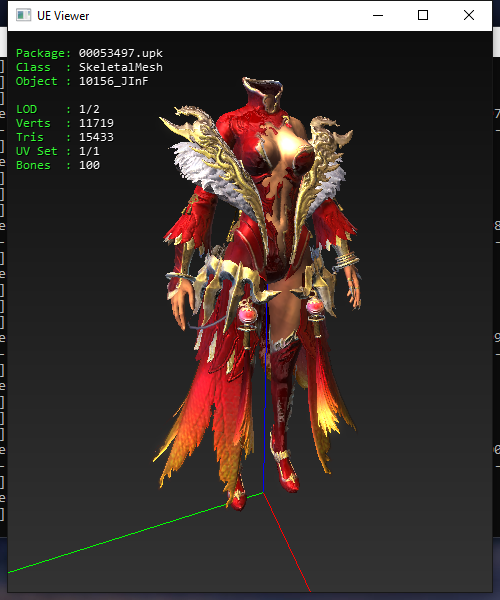 UE Viewer
Package: 00053497.upk
Class : SkeletalMesh
Object : 10156_JInF
LOD : 1/2
Verts : 11719
Tris : 15433
UV Set : 1/1
Bones : 100